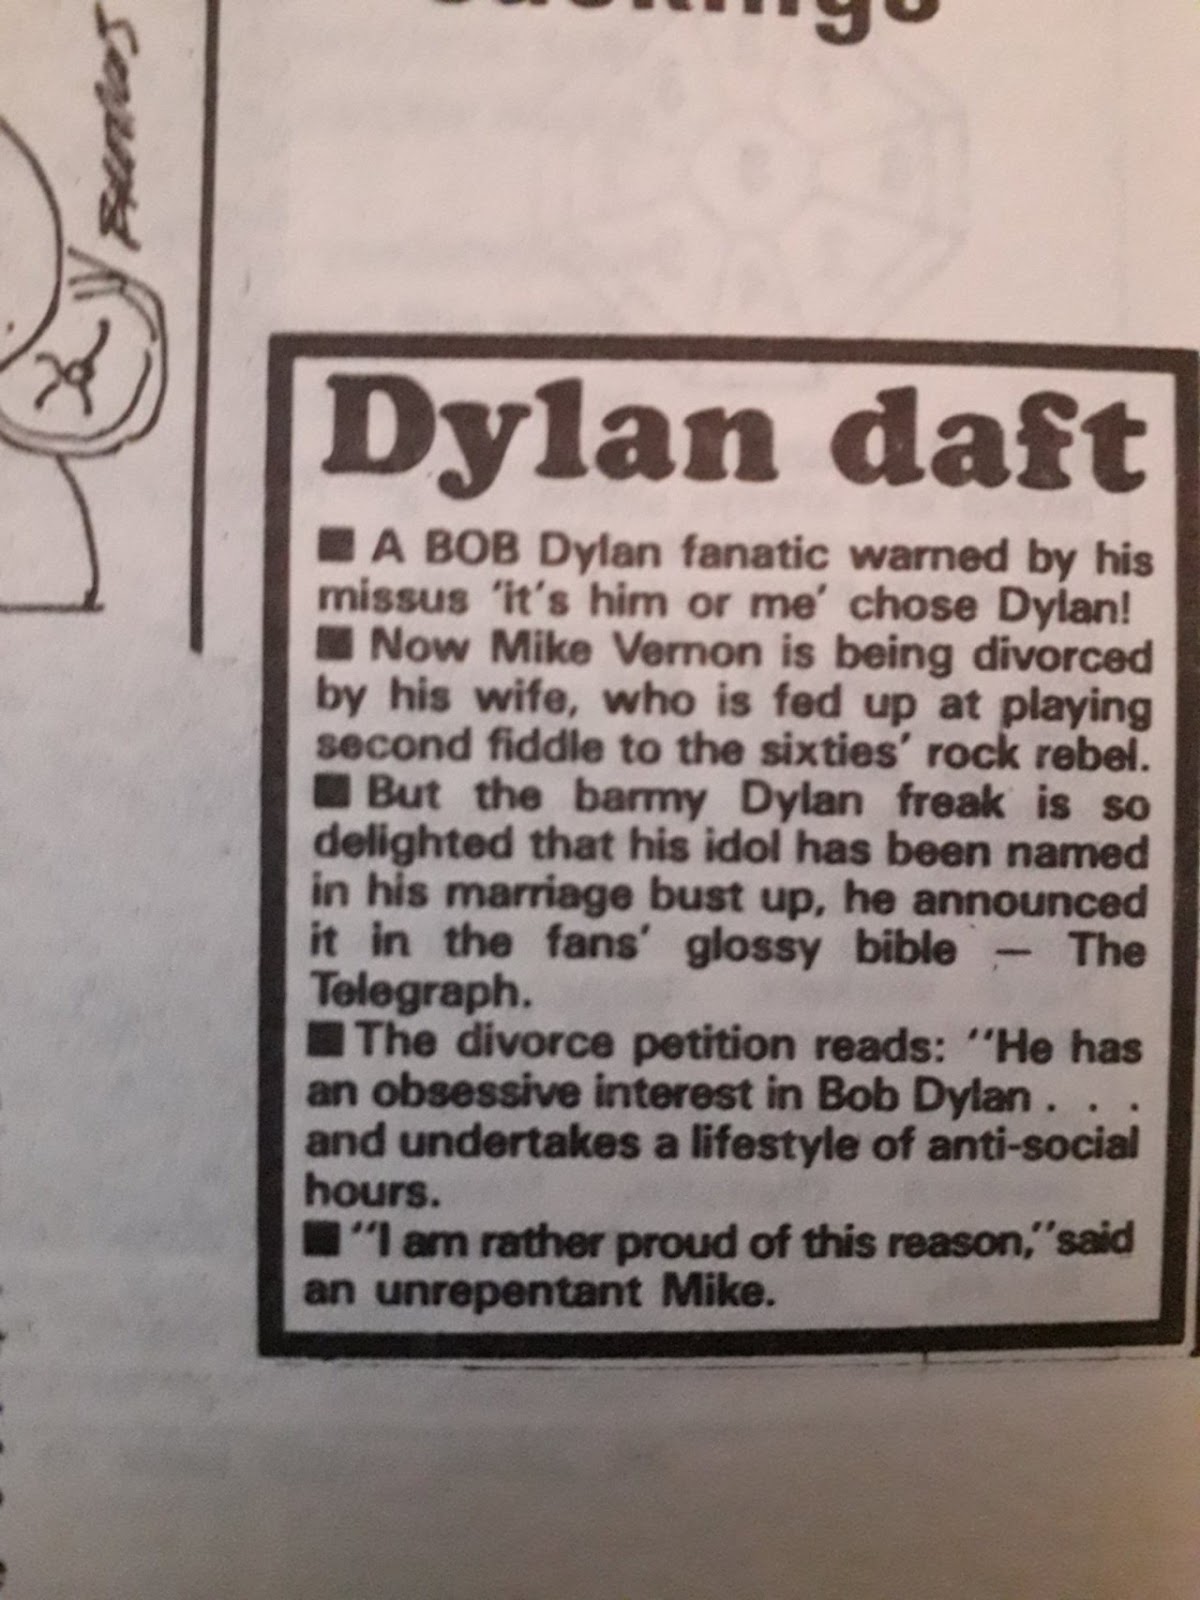 Dylan daft
■ A BOB Dylan fanatic warned by his
missus 'it's him or me' chose Dylan!
■ Now Mike Vernon is being divorced
by his wife, who is fed up at playing
second fiddle to the sixties' rock rebel.
■ But the barmy Dylan freak is so
delighted that his idol has been named
in his marriage bust up, he announced
it in the fans' glossy bible — The
Telegraph.
■ The divorce petition reads: "He has
an obsessive interest in Bob Dylan . . .
and undertakes a lifestyle of anti-social
hours.
■ "I am rather proud of this reason," said
an unrepentant Mike.